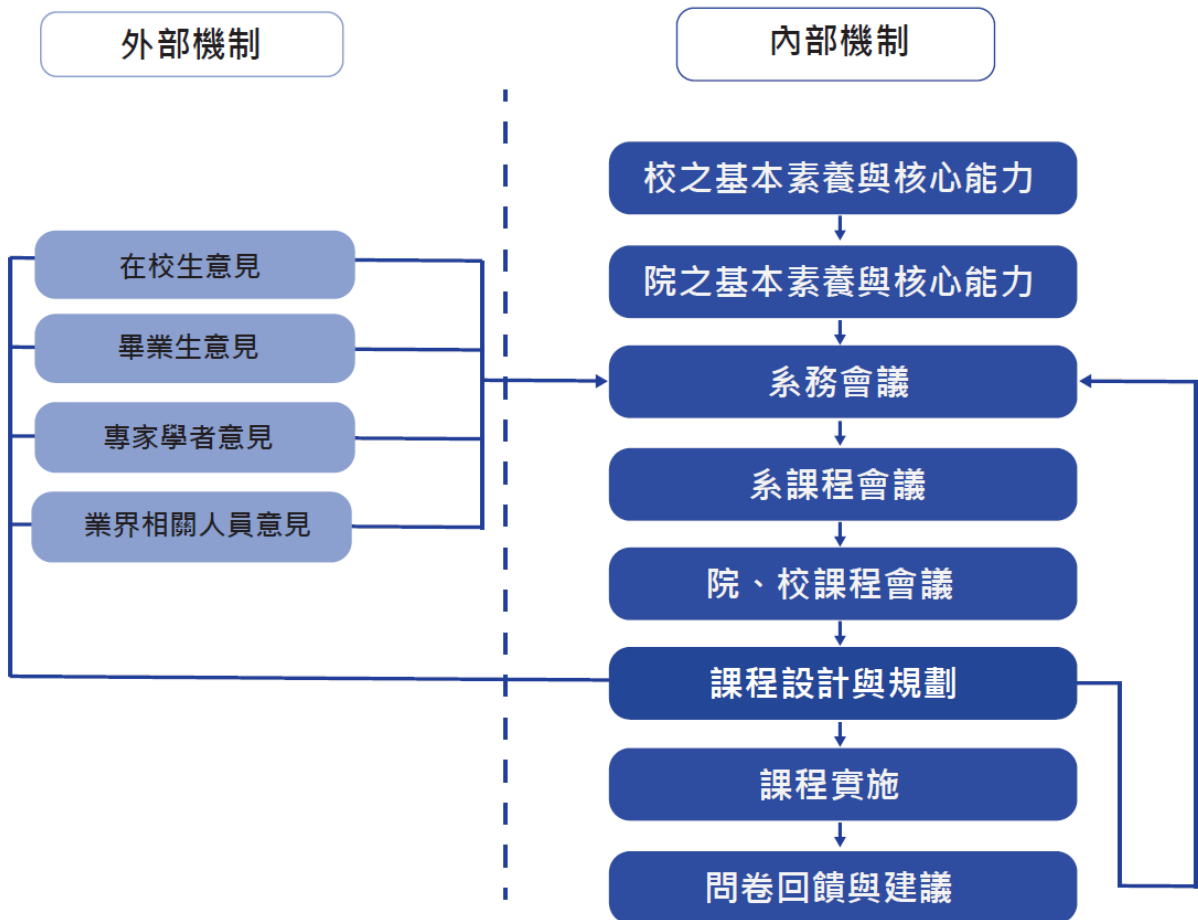 外部機制
內部機制
校之基本素養與核心能力
院之基本素養與核心能力
系務會議
系課程會議
院、校課程會議
課程設計與規劃
課程實施
問卷回饋與建議
在校生意見
畢業生意見
專家學者意見
業界相關人員意見